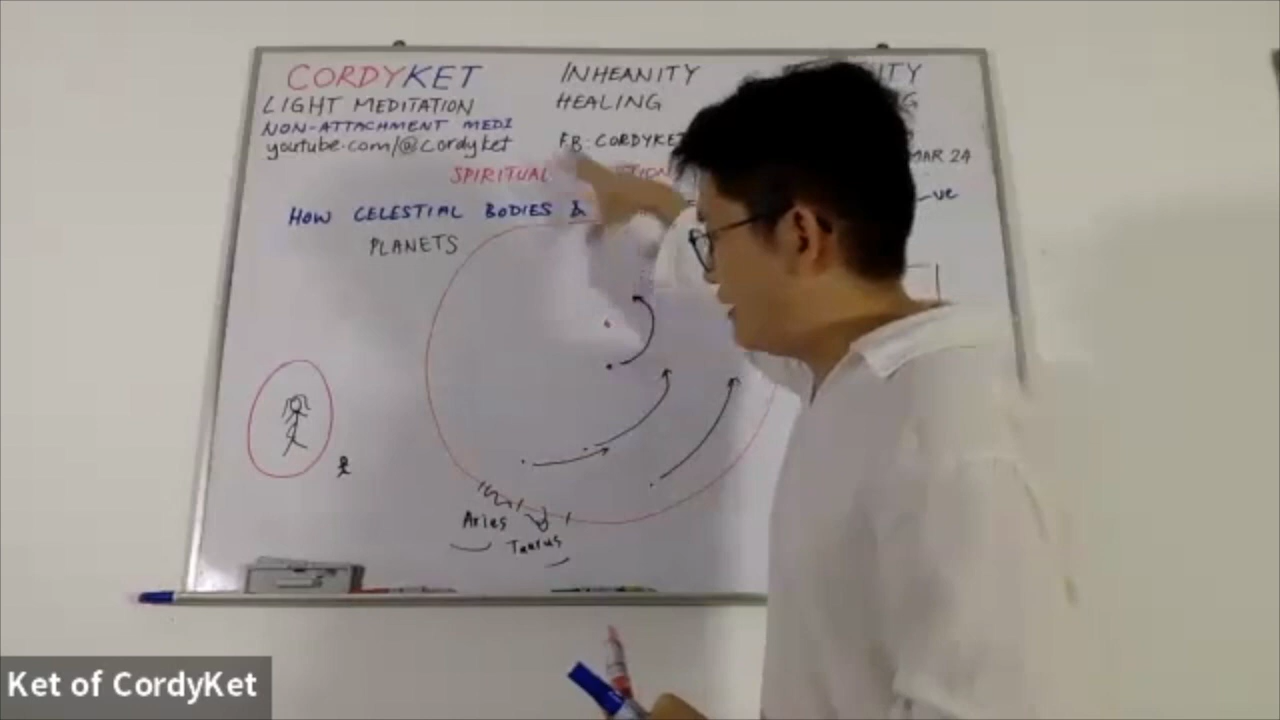 CORDYKET
LIGHT MEDITATION
NON-ATTACHMENT MEDI
youtube.com/@cordyket
INHEANITY
HEALING
FB: CORDYKET
MAR 24
SPIRITUAL
-ve
HOW CELESTIAL BODIES &
PLANETS
Aries
Taurus
Ket of CordyKet